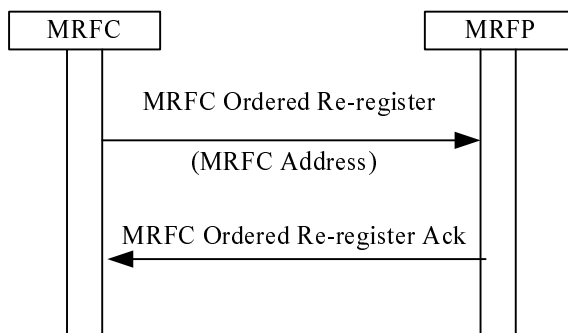 MRFC
MRFP
MRFC Ordered Re-register
(MRFC Address)
MRFC Ordered Re-register Ack